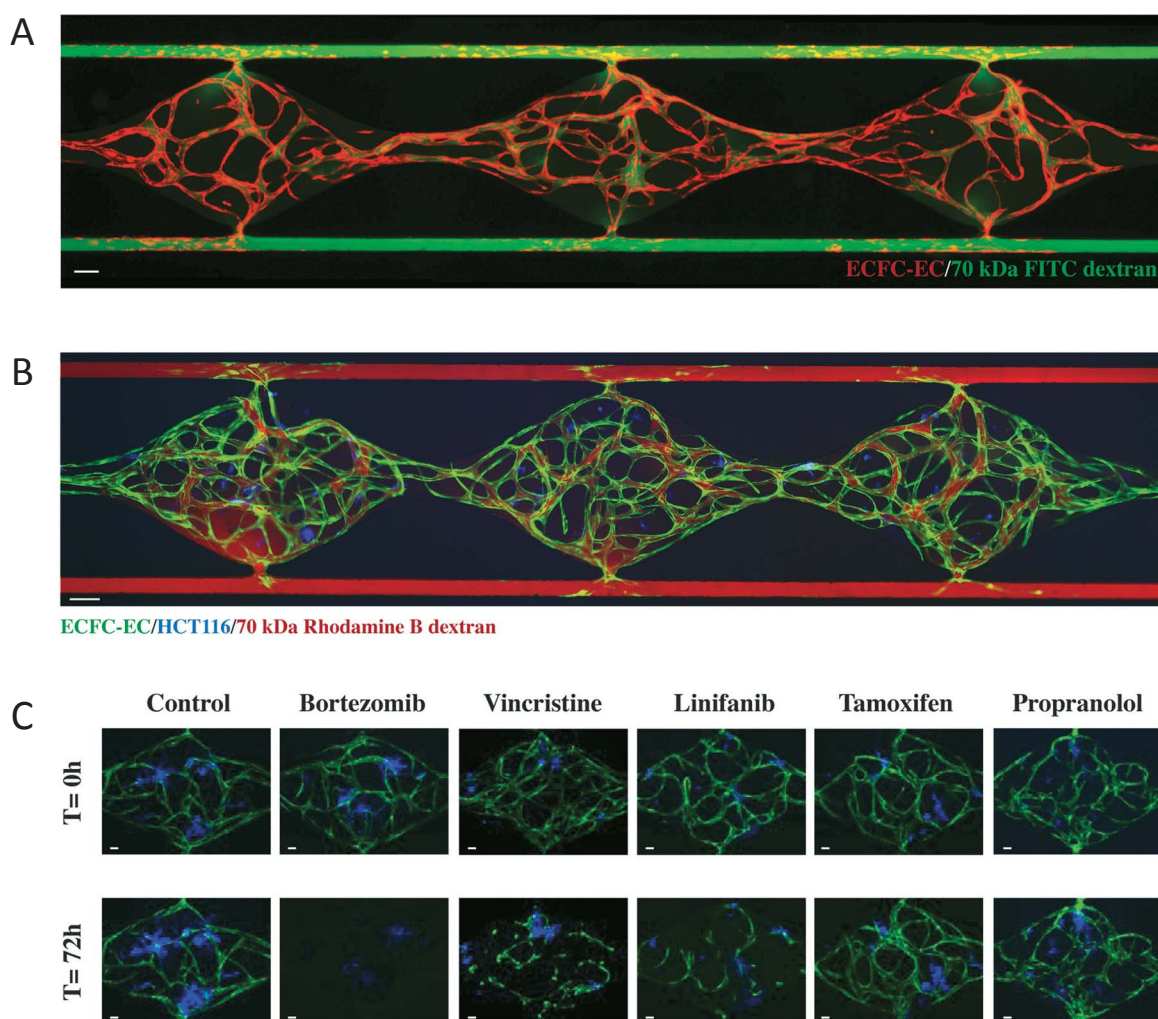 A
ECFC-EC/70 kDa FITC dextran
B
ECFC-EC/HCT116/70 kDa Rhodamine B dextran
C
Control Bortezomib Vincristine Linifanib Tamoxifen Propranolol
T= 0h
T= 72h